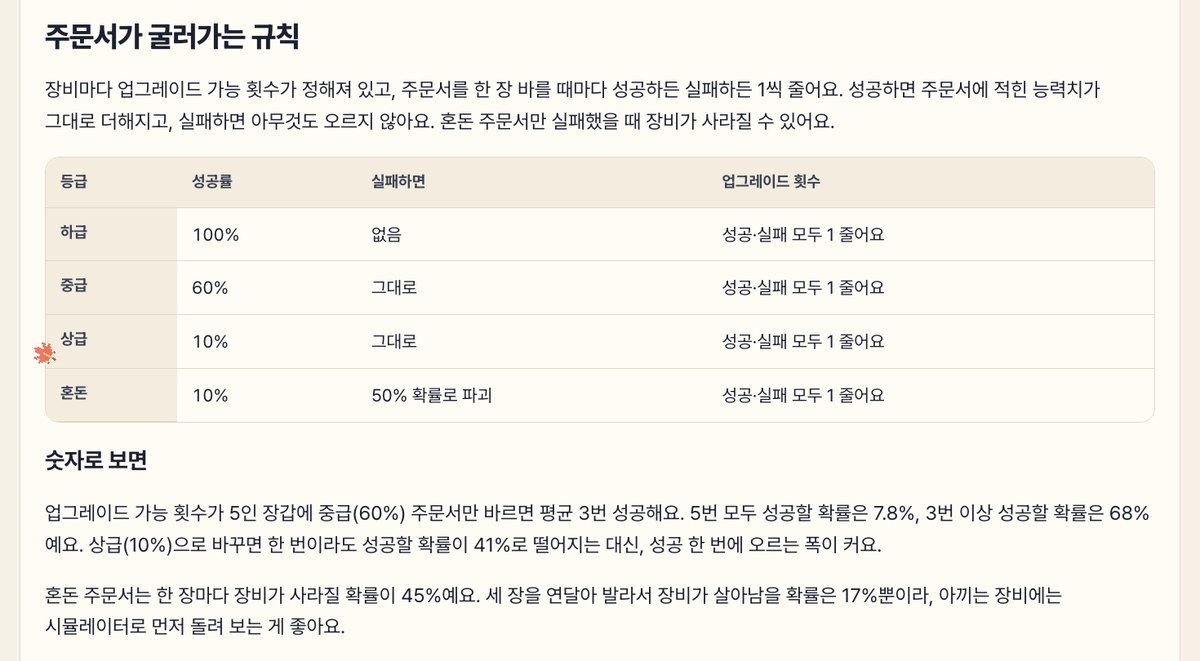 주문서가 굴러가는 규칙
장비마다 업그레이드 가능 횟수가 정해져 있고, 주문서를 한 장 바를 때마다 성공하든 실패하든 1씩 줄어요. 성공하면 주문서에 적힌 능력치가
그대로 더해지고, 실패하면 아무것도 오르지 않아요. 혼돈 주문서만 실패했을 때 장비가 사라질 수 있어요.
등급 성공률 실패하면 업그레이드 횟수
하급 100% 없음 성공·실패 모두 1 줄어요
중급 60% 그대로 성공·실패 모두 1 줄어요
상급 10% 그대로 성공·실패 모두 1 줄어요
혼돈 10% 50% 확률로 파괴 성공·실패 모두 1 줄어요
숫자로 보면
업그레이드 가능 횟수가 5인 장갑에 중급(60%) 주문서만 바르면 평균 3번 성공해요. 5번 모두 성공할 확률은 7.8%, 3번 이상 성공할 확률은 68%
예요. 상급(10%)으로 바꾸면 한 번이라도 성공할 확률이 41%로 떨어지는 대신, 성공 한 번에 오르는 폭이 커요.
혼돈 주문서는 한 장마다 장비가 사라질 확률이 45%예요. 세 장을 연달아 발라서 장비가 살아남을 확률은 17%뿐이라, 아끼는 장비에는
시뮬레이터로 먼저 돌려 보는 게 좋아요.